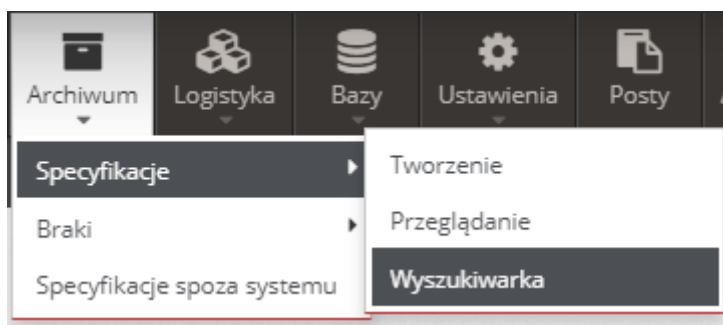 Archiwum
Logistyka
Bazy
Ustawienia
Posty
Specyfikacje
Tworzenie
Braki
Przeglądanie
Specyfikacje spoza systemu
Wyszukiwarka